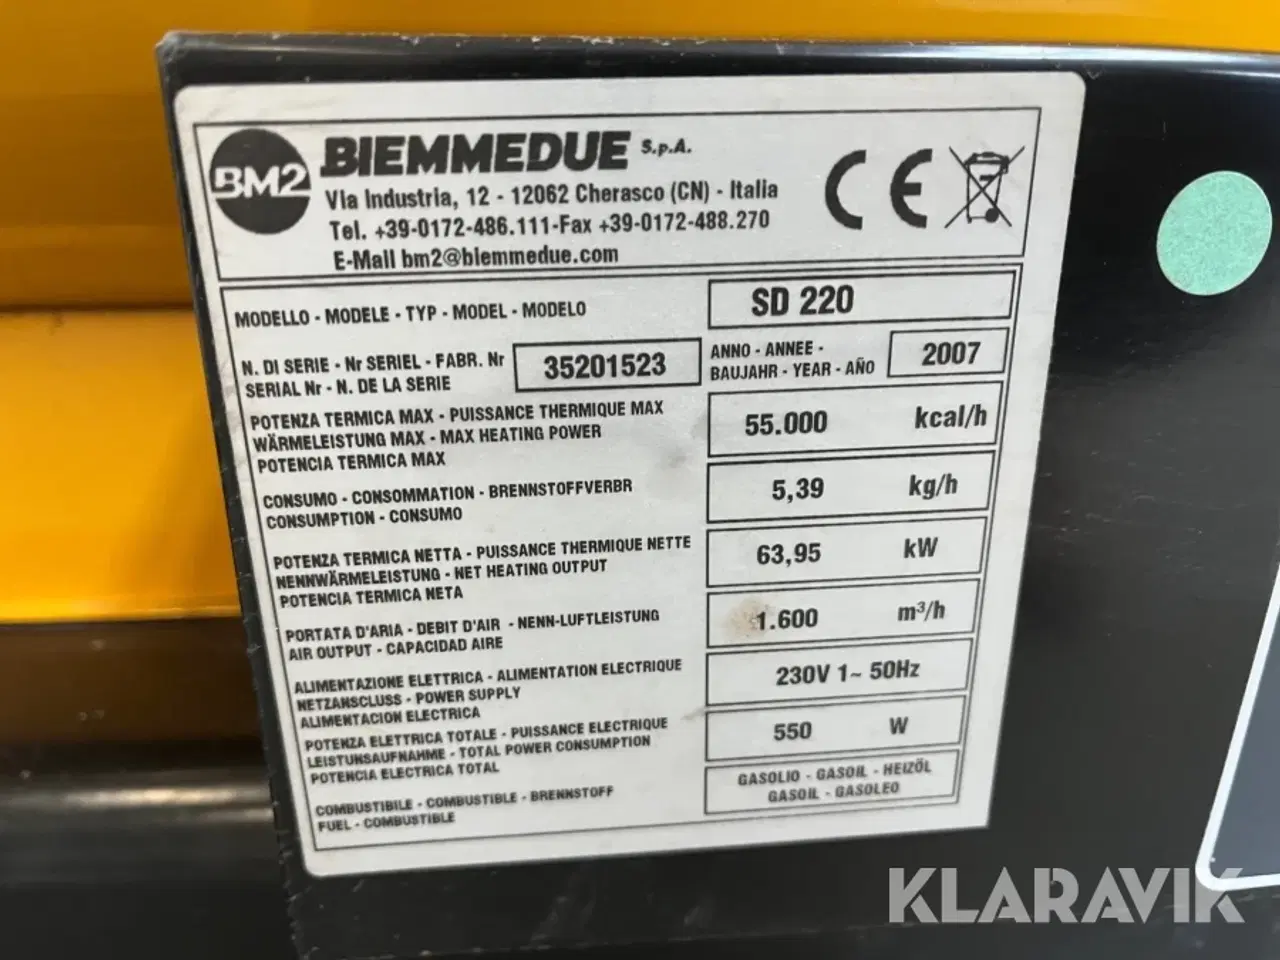 BM2 BIEMMEDUE S.p.A.
Via Industria, 12 - 12062 Cherasco (CN) - Italia
Tel. +39-0172-486.111-Fax +39-0172-488.270
E-Mail bm2@biemmedue.com
CE
MODELLO - MODELE - TYP - MODEL - MODELO SD 220
N. DI SERIE - Nr SERIEL - FABR. Nr
SERIAL Nr - N. DE LA SERIE
35201523
ANNO - ANNEE -
BAUJAHR - YEAR - AÑO
2007
POTENZA TERMICA MAX - PUISSANCE THERMIQUE MAX
WÄRMELEISTUNG MAX - MAX HEATING POWER
POTENCIA TERMICA MAX
55.000 kcal/h
CONSUMO - CONSOMMATION - BRENNSTOFFVERBR
CONSUMPTION - CONSUMO
5,39 kg/h
POTENZA TERMICA NETTA - PUISSANCE THERMIQUE NETTE
NENNWÄRMELEISTUNG - NET HEATING OUTPUT
POTENCIA TERMICA NETA
63,95 kW
PORTATA D'ARIA - DEBIT D'AIR - NENN-LUFTLEISTUNG
AIR OUTPUT - CAPACIDAD AIRE
1.600 m³/h
ALIMENTAZIONE ELETTRICA - ALIMENTATION ELECTRIQUE
NETZANSCLUSS - POWER SUPPLY
ALIMENTACION ELECTRICA
230V 1~ 50Hz
POTENZA ELETTRICA TOTALE - PUISSANCE ELECTRIQUE
LEISTUNSAUFNAHME - TOTAL POWER CONSUMPTION
POTENCIA ELECTRICA TOTAL
550 W
COMBUSTIBILE - COMBUSTIBLE - BRENNSTOFF
FUEL - COMBUSTIBLE
GASOLIO - GASOIL - HEIZÖL
GASOIL - GASOLEO
KLARAVIK